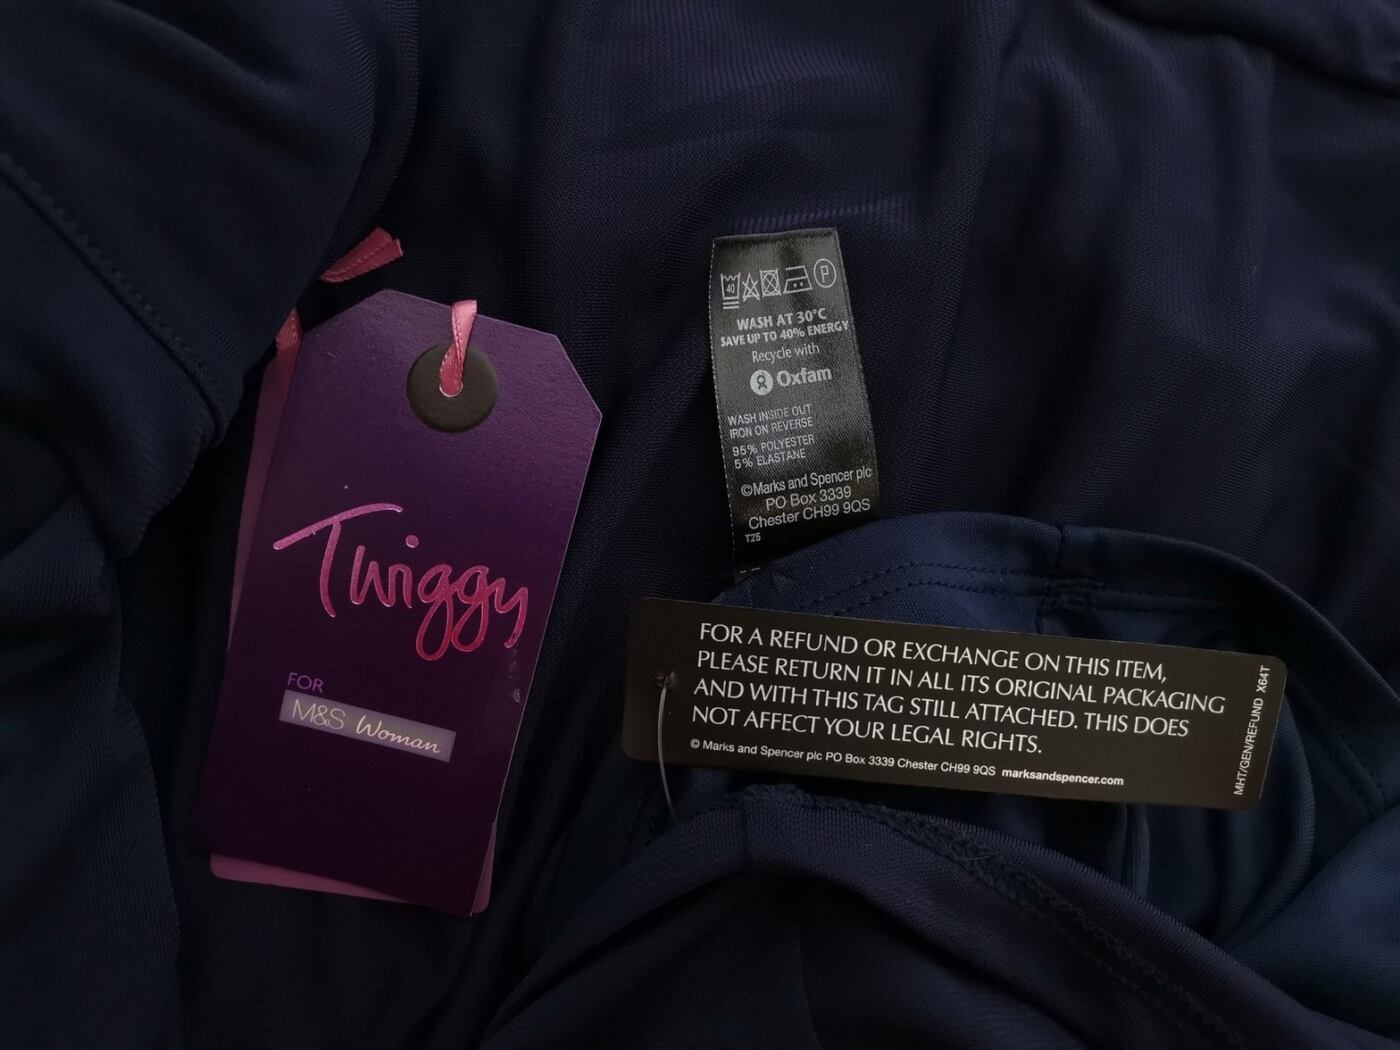 Twiggy
FOR
M&S Woman
40
P
WASH AT 30°C
SAVE UP TO 40% ENERGY
Recycle with
Oxfam
WASH INSIDE OUT
IRON ON REVERSE
95% POLYESTER
5% ELASTANE
©Marks and Spencer plc
PO Box 3339
Chester CH99 9QS
T25
FOR A REFUND OR EXCHANGE ON THIS ITEM,
PLEASE RETURN IT IN ALL ITS ORIGINAL PACKAGING
AND WITH THIS TAG STILL ATTACHED. THIS DOES
NOT AFFECT YOUR LEGAL RIGHTS.
© Marks and Spencer plc PO Box 3339 Chester CH99 9QS marksandspencer.com
MHT/GEN/REFUND X64T